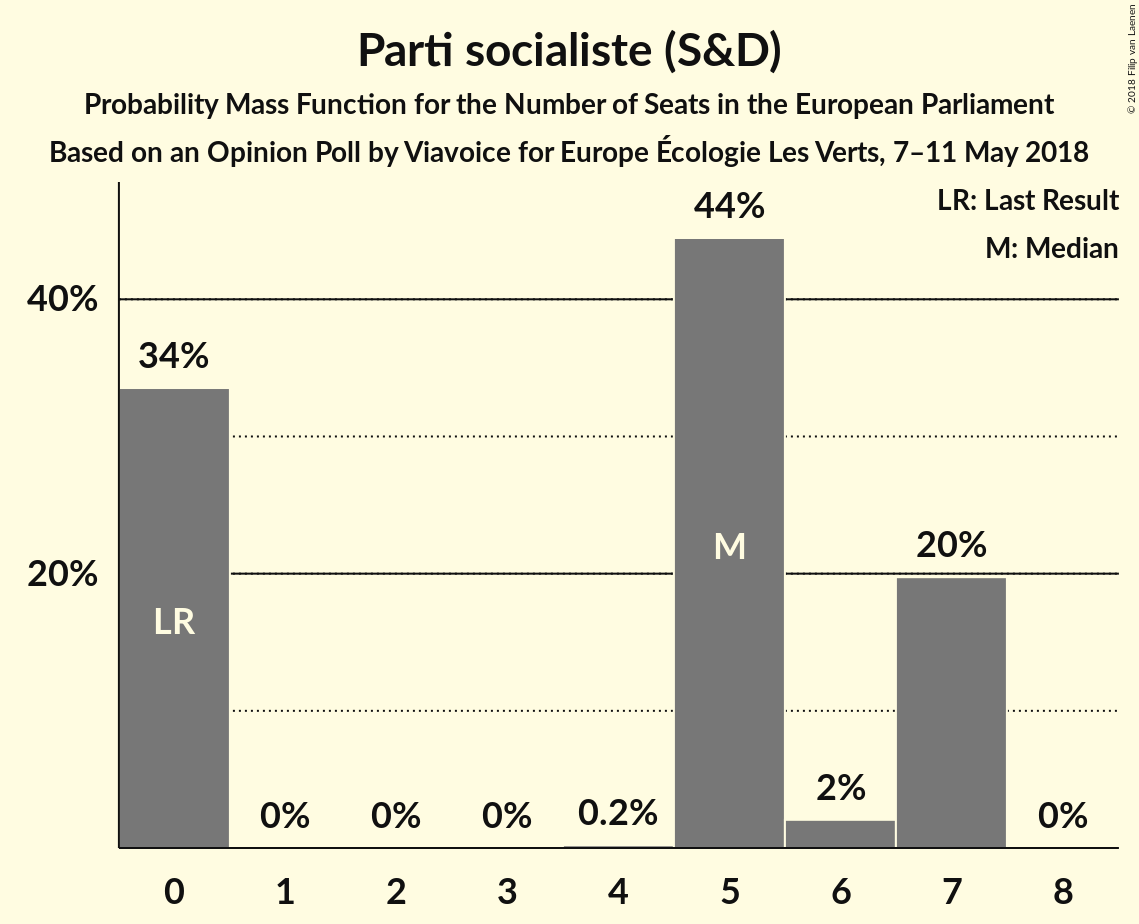 Parti socialiste (S&D)
Probability Mass Function for the Number of Seats in the European Parliament
Based on an Opinion Poll by Viavoice for Europe Écologie Les Verts, 7–11 May 2018
© 2018 Filip van Laenen
LR: Last Result
M: Median
44%
40%
34%
20%
20%
M
LR
0%
0%
0%
0.2%
2%
0%
0 1 2 3 4 5 6 7 8